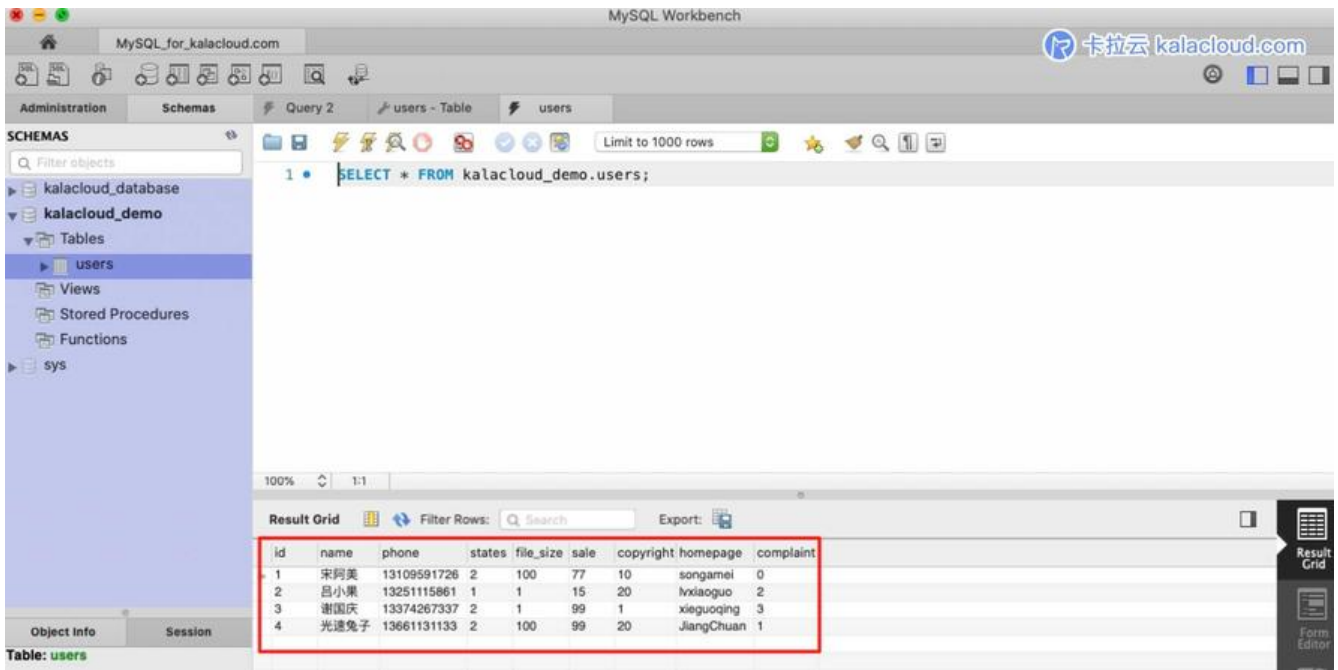 MySQL Workbench
MySQL_for_kalacloud.com
卡拉云 kalacloud.com
Administration Schemas Query 2 users - Table users
SCHEMAS
Filter objects
Limit to 1000 rows
kalacloud_database
kalacloud_demo
Tables
users
Views
Stored Procedures
Functions
sys
1 SELECT * FROM kalacloud_demo.users;
100% 1:1
Result Grid Filter Rows: Search Export:
id name phone states file_size sale copyright homepage complaint
1 宋阿美 13109591726 2 100 77 10 songamei 0
2 吕小果 13251115861 1 1 15 20 lvxiaoguo 2
3 谢国庆 13374267337 2 1 99 1 xieguoqing 3
4 光速兔子 13661131133 2 100 99 20 JiangChuan 1
Result
Grid
Form
Editor
Object Info Session
Table: users